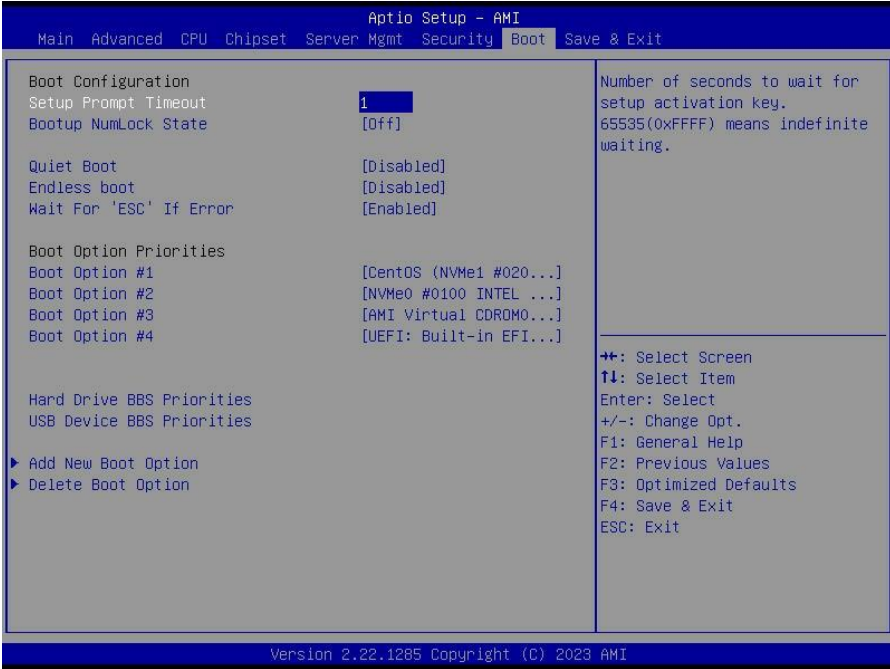 Aptio Setup – AMI
Main Advanced CPU Chipset Server Mgmt Security Boot Save & Exit
Boot Configuration
Setup Prompt Timeout 1
Bootup NumLock State [Off]
Quiet Boot [Disabled]
Endless boot [Disabled]
Wait For 'ESC' If Error [Enabled]
Boot Option Priorities
Boot Option #1 [CentOS (NVMe1 #020...]
Boot Option #2 [NVMe0 #0100 INTEL ...]
Boot Option #3 [AMI Virtual CDROM0...]
Boot Option #4 [UEFI: Built-in EFI...]
Hard Drive BBS Priorities
USB Device BBS Priorities
▶ Add New Boot Option
▶ Delete Boot Option
Number of seconds to wait for
setup activation key.
65535(0xFFFF) means indefinite
waiting.
→←: Select Screen
↑↓: Select Item
Enter: Select
+/-: Change Opt.
F1: General Help
F2: Previous Values
F3: Optimized Defaults
F4: Save & Exit
ESC: Exit
Version 2.22.1285 Copyright (C) 2023 AMI